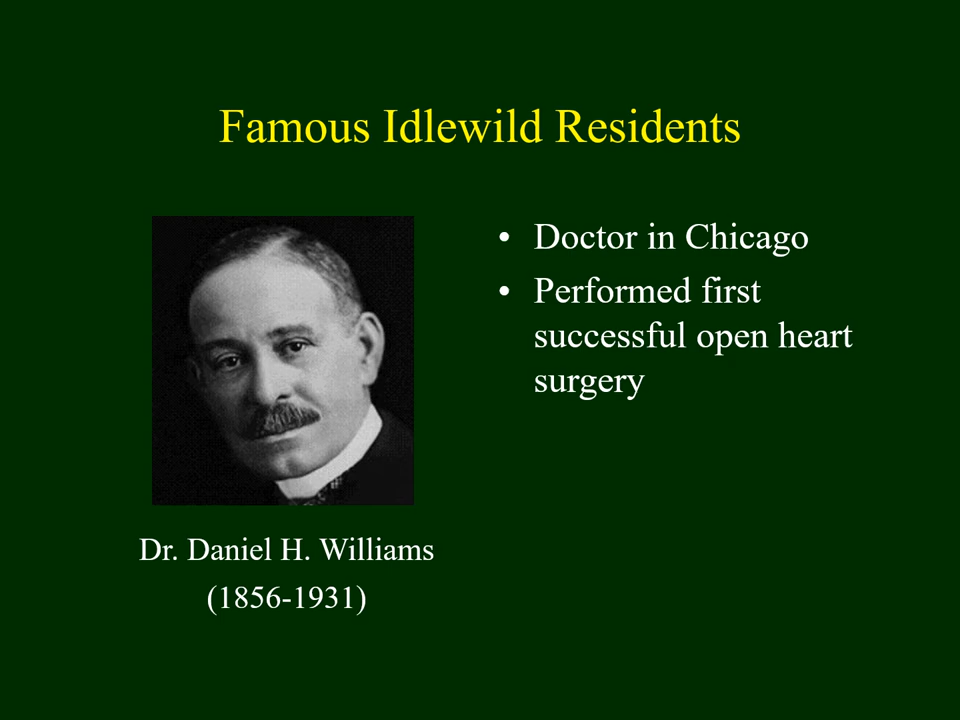 Famous Idlewild Residents
• Doctor in Chicago
• Performed first
successful open heart
surgery
Dr. Daniel H. Williams
(1856-1931)